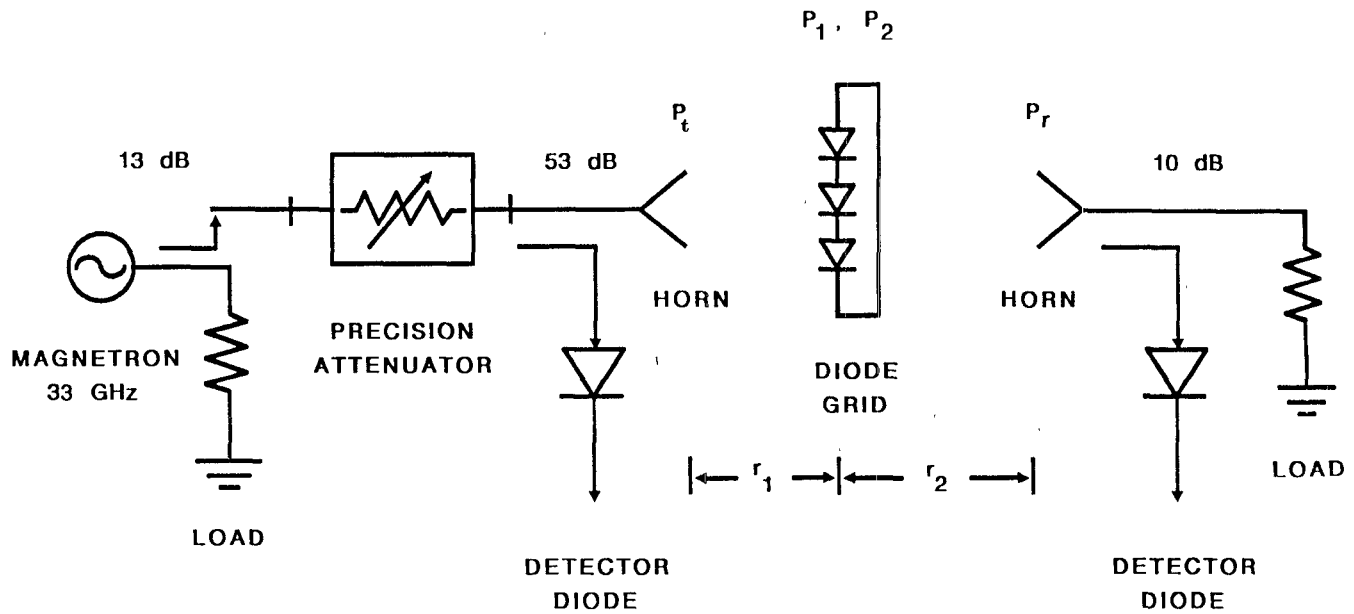 P1, P2
Pt
Pr
13 dB
53 dB
10 dB
HORN
HORN
MAGNETRON
33 GHz
PRECISION
ATTENUATOR
DIODE
GRID
r1
r2
LOAD
LOAD
DETECTOR
DIODE
DETECTOR
DIODE